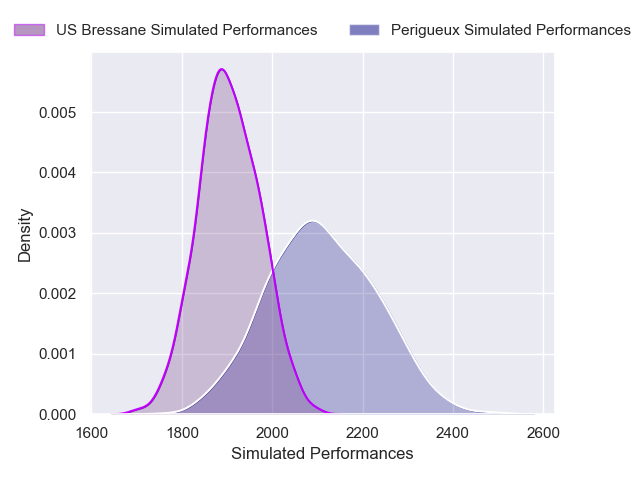 US Bressane Simulated Performances
Perigueux Simulated Performances
Density
0.005
0.004
0.003
0.002
0.001
0.000
1600 1800 2000 2200 2400 2600
Simulated Performances